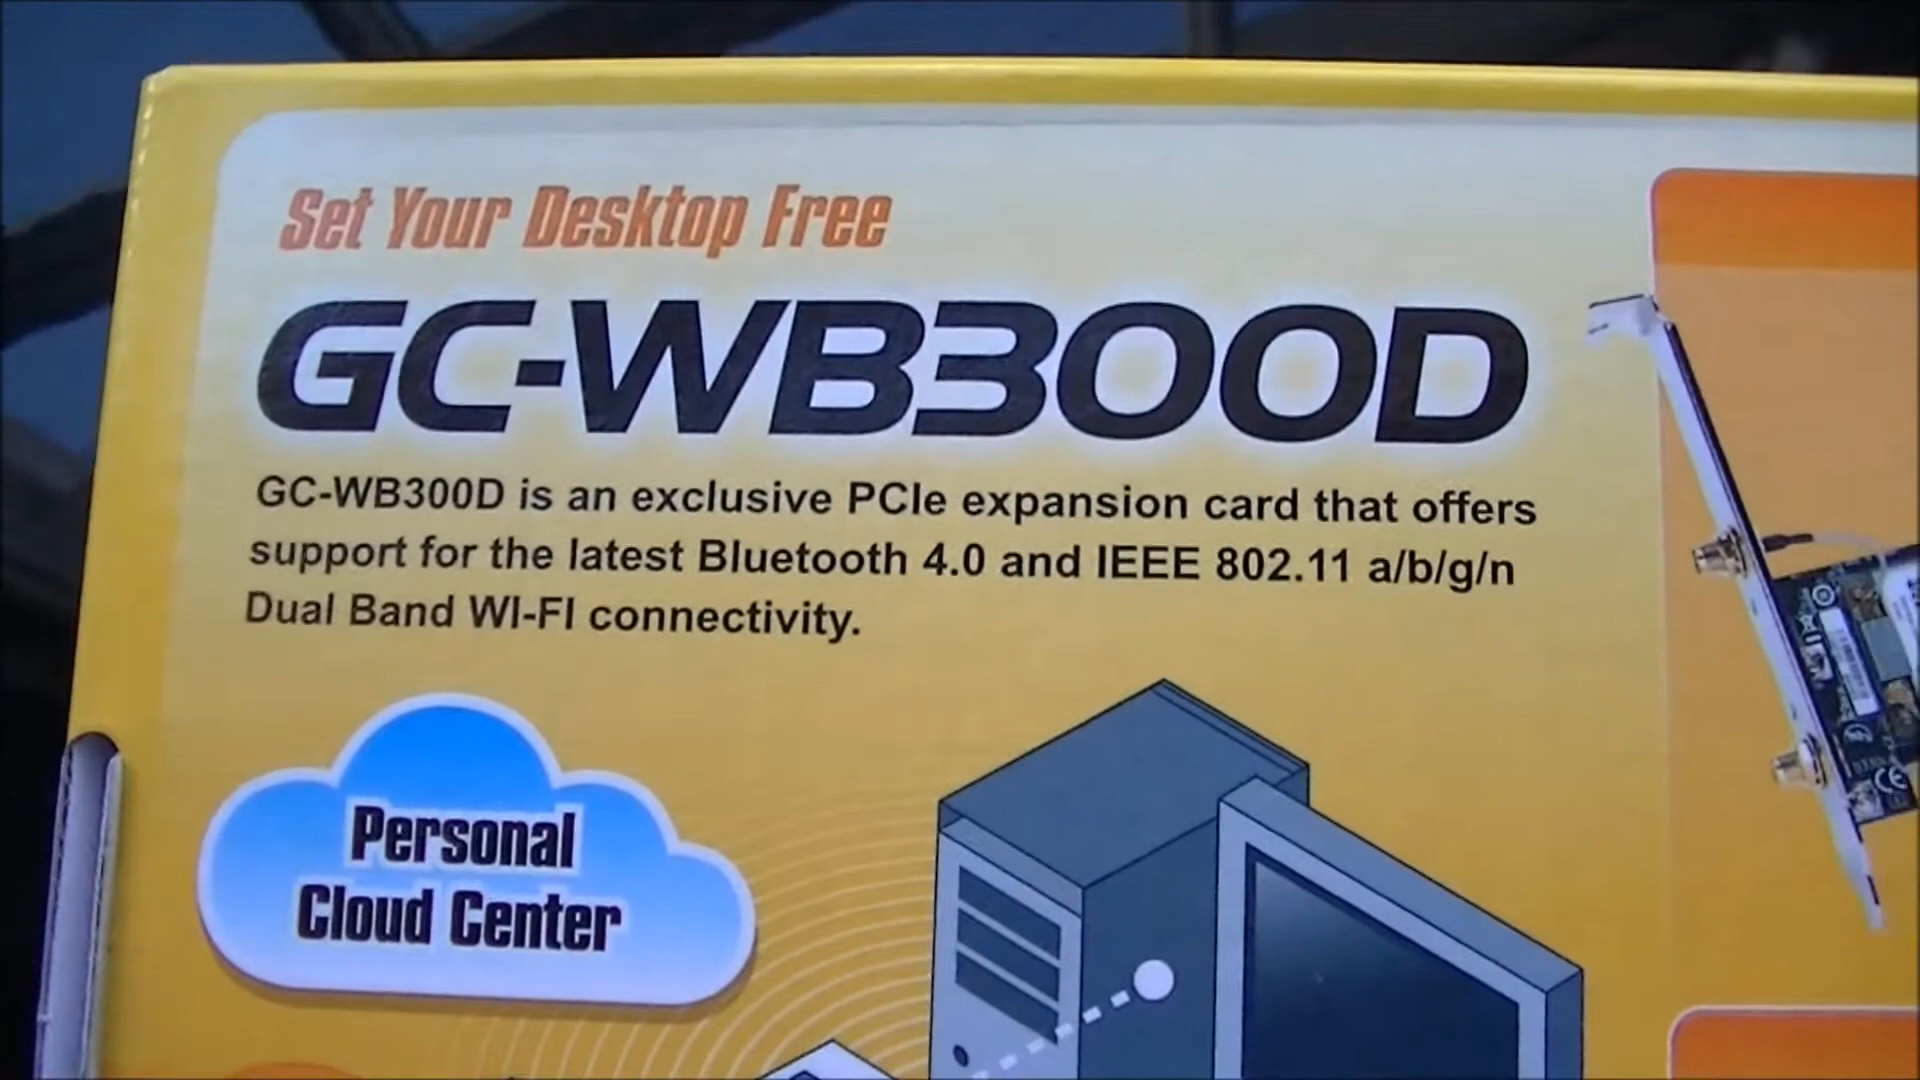 Set Your Desktop Free
GC-WB300D
GC-WB300D is an exclusive PCIe expansion card that offers
support for the latest Bluetooth 4.0 and IEEE 802.11 a/b/g/n
Dual Band WI-FI connectivity.
Personal
Cloud Center
CE